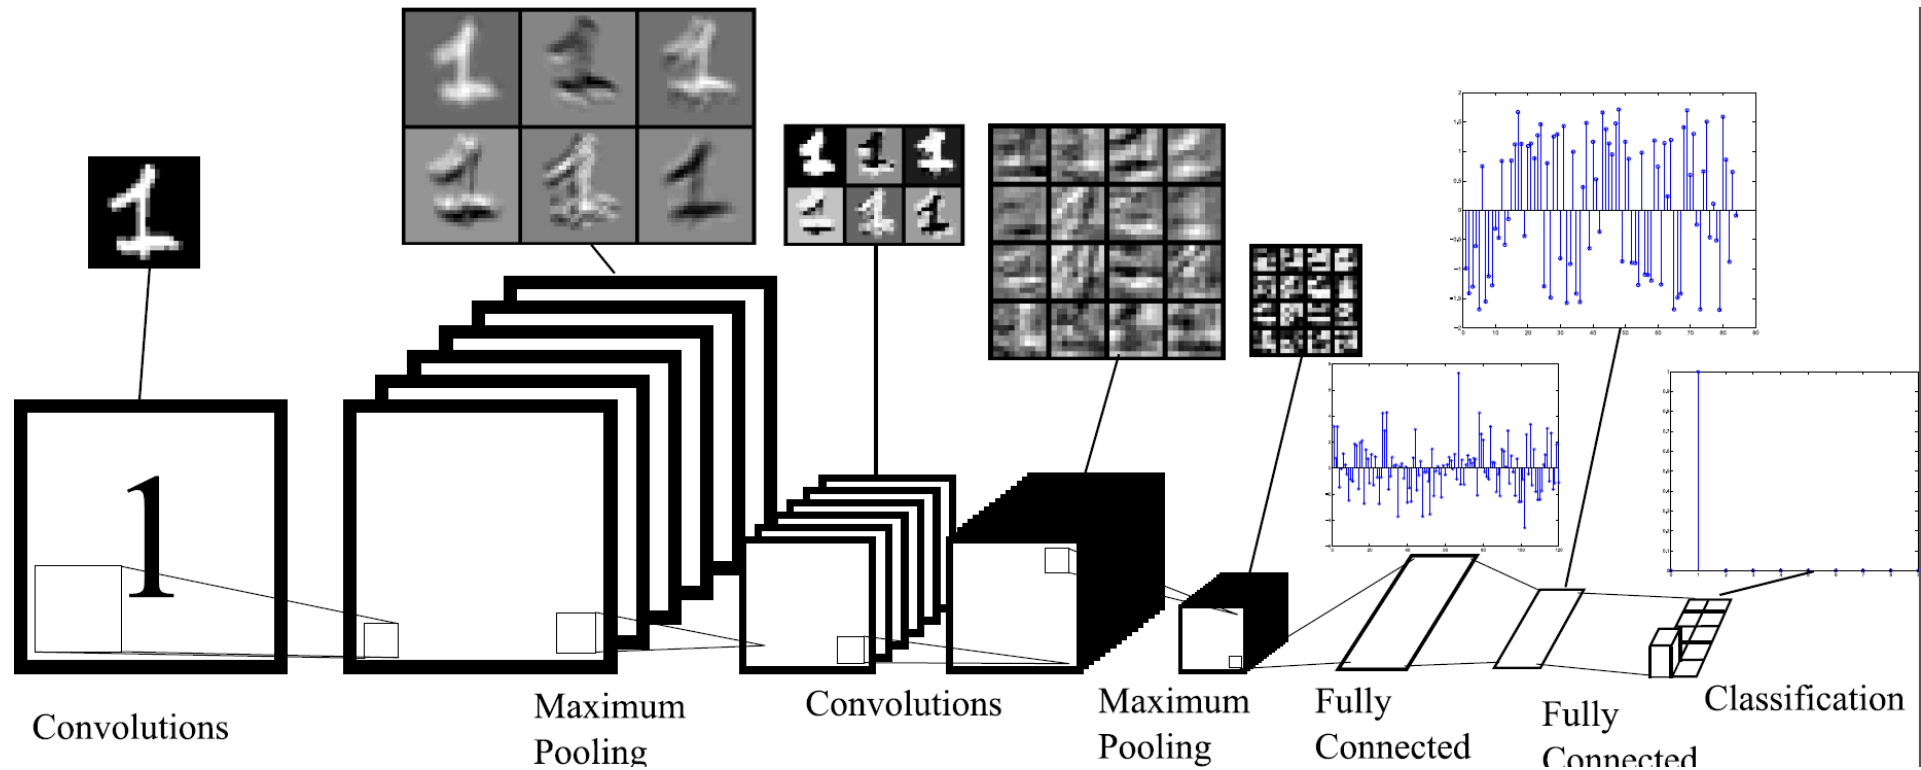 1
Convolutions
Maximum
Pooling
Convolutions
Maximum
Pooling
Fully
Connected
Fully
Connected
Classification